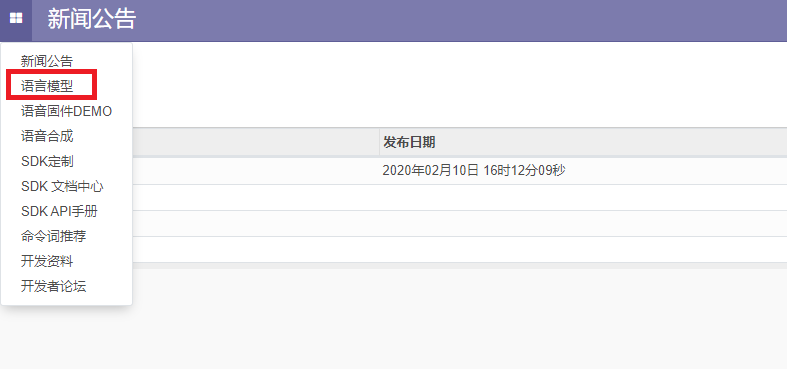 新闻公告
新闻公告
语言模型
语音固件DEMO
语音合成
SDK定制
SDK 文档中心
SDK API手册
命令词推荐
开发资料
开发者论坛
发布日期
2020年02月10日 16时12分09秒